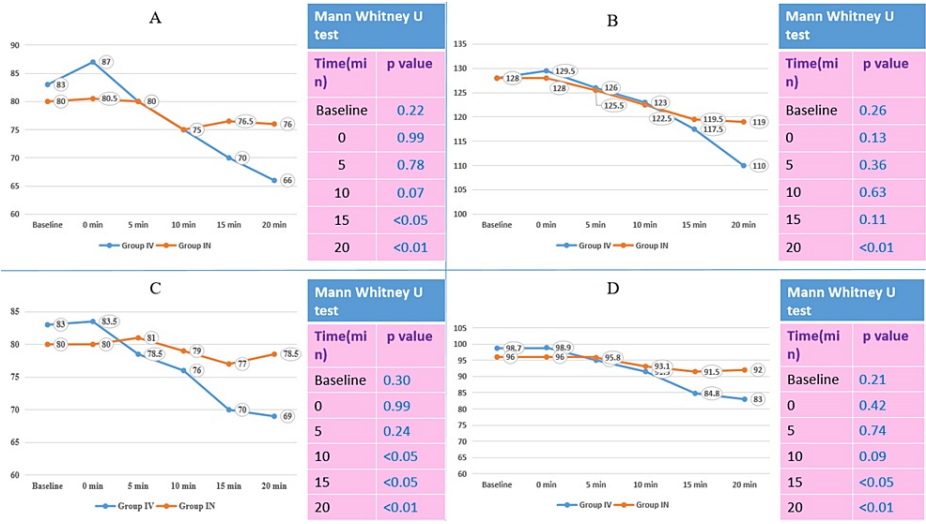 A
90
85
80
75
70
65
60
83
87
80
80.5
80
75
76.5
76
70
66
Baseline 0 min 5 min 10 min 15 min 20 min
Group IV Group IN
Mann Whitney U
test
Time(mi
n) p value
Baseline 0.22
0 0.99
5 0.78
10 0.07
15 <0.05
20 <0.01
B
135
130
125
120
115
110
105
100
128
129.5
128
126
125.5
123
122.5
119.5
117.5
119
110
Baseline 0 min 5 min 10 min 15 min 20 min
Group IV Group IN
Mann Whitney U
test
Time(mi
n) p value
Baseline 0.26
0 0.13
5 0.36
10 0.63
15 0.11
20 <0.01
C
85
80
75
70
65
60
83
83.5
80
80
81
78.5
79
76
77
78.5
70
69
Baseline 0 min 5 min 10 min 15 min 20 min
Group IV Group IN
Mann Whitney U
test
Time(mi
n) p value
Baseline 0.30
0 0.99
5 0.24
10 <0.05
15 <0.05
20 <0.01
D
105
100
95
90
85
80
75
70
65
60
98.7
98.9
96
96
95.8
93.1
91.5
92
84.8
83
Baseline 0 min 5 min 10 min 15 min 20 min
Group IV Group IN
Mann Whitney U
test
Time(mi
n) p value
Baseline 0.21
0 0.42
5 0.74
10 0.09
15 <0.05
20 <0.01